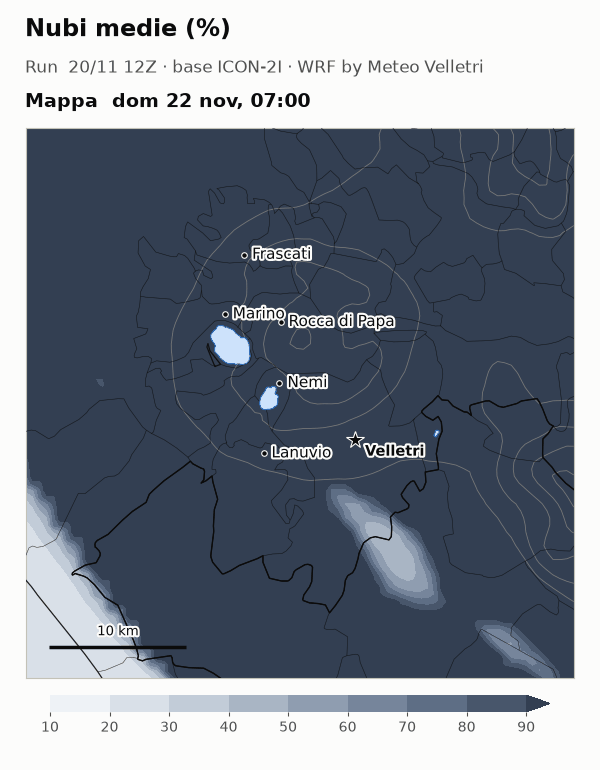 Nubi medie (%)
Run  20/11 12Z · base ICON-2I · WRF by Meteo Velletri
Mappa  dom 22 nov, 07:00
Frascati
Marino
Rocca di Papa
Nemi
Velletri
Lanuvio
10 km
10 20 30 40 50 60 70 80 90